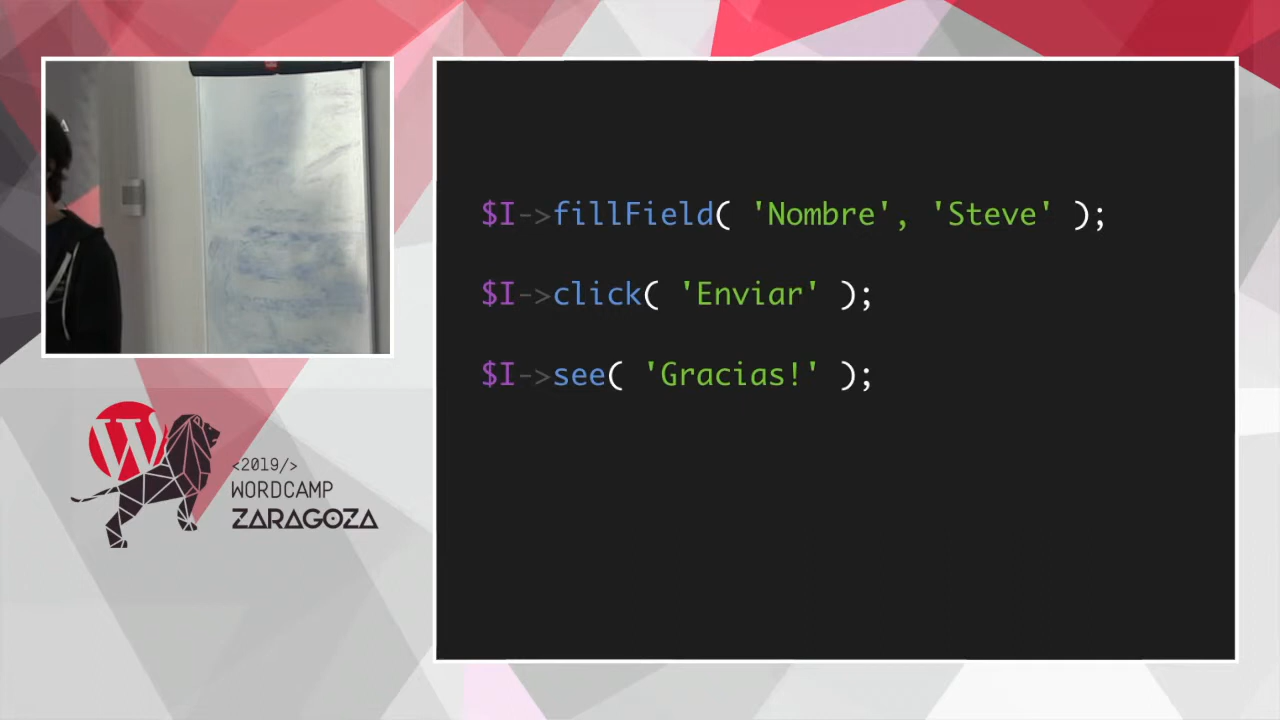 $I->fillField( 'Nombre', 'Steve' );
$I->click( 'Enviar' );
$I->see( 'Gracias!' );
W
<2019/>
WORDCAMP
ZARAGOZA